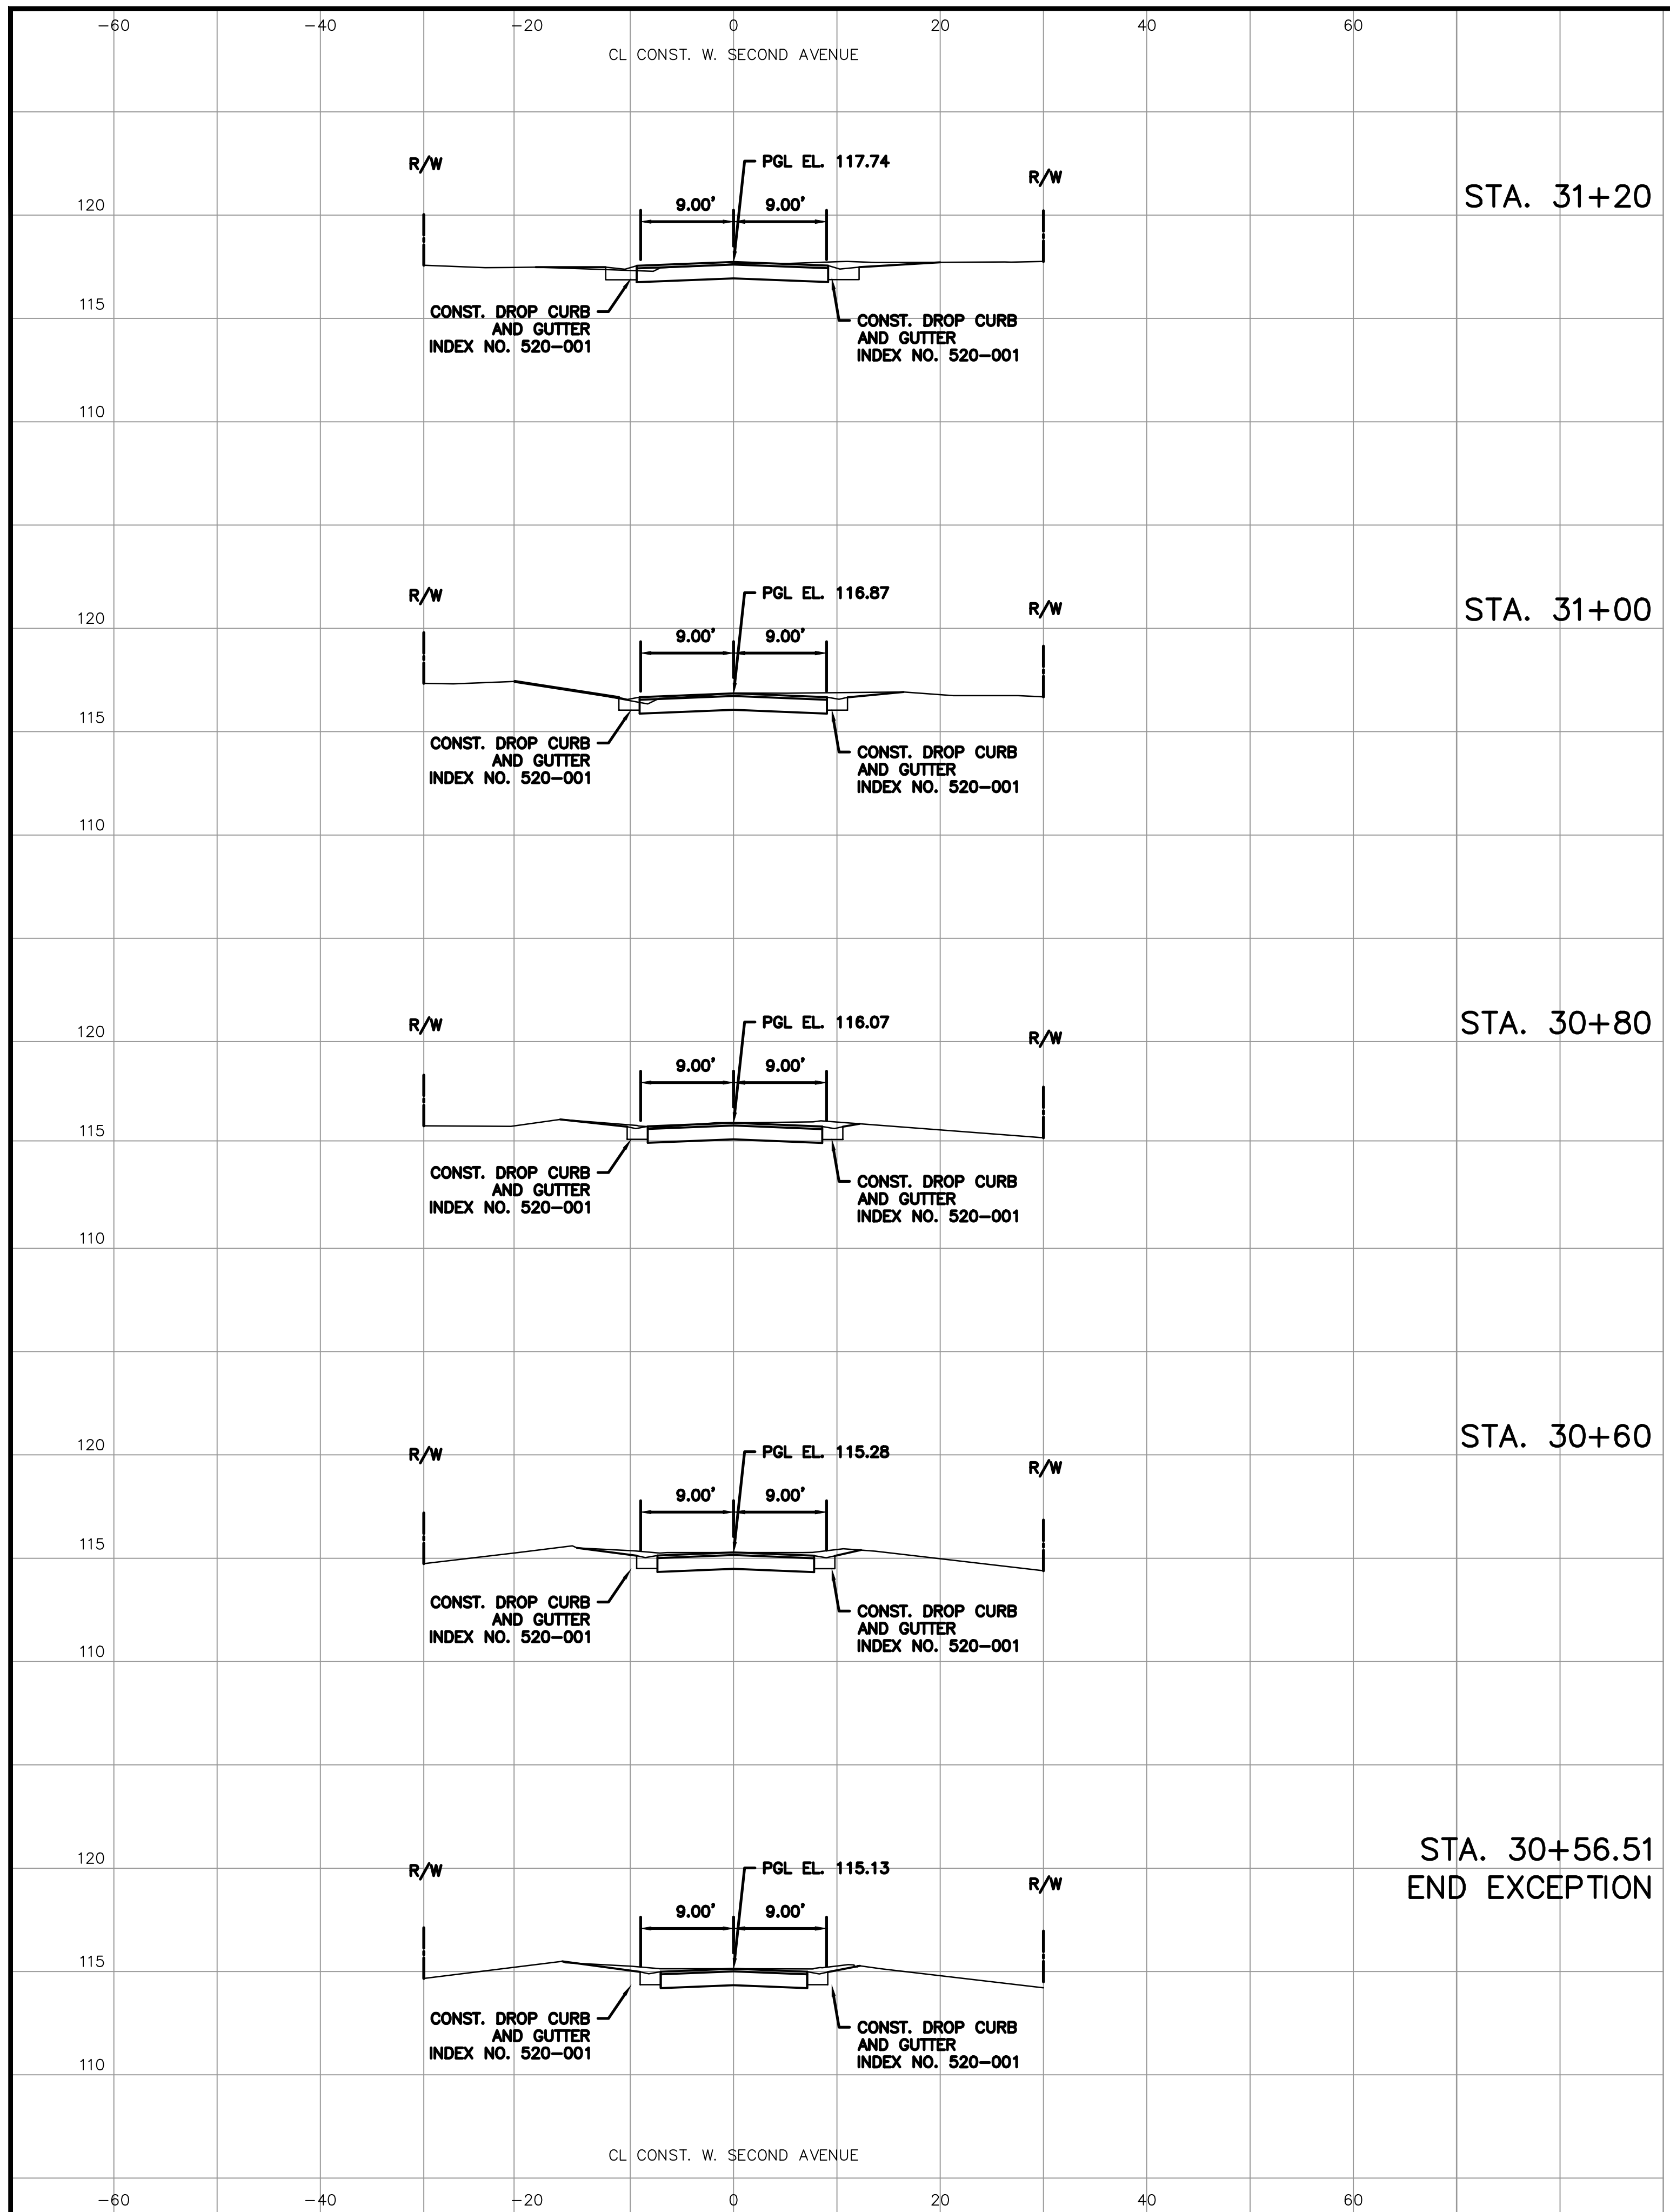 -60 -40 -20 0 20 40 60
CL CONST. W. SECOND AVENUE
R/W
PGL EL. 117.74
R/W
STA. 31+20
120
9.00' 9.00'
115
CONST. DROP CURB
AND GUTTER
INDEX NO. 520-001
CONST. DROP CURB
AND GUTTER
INDEX NO. 520-001
110
R/W
PGL EL. 116.87
R/W
STA. 31+00
120
9.00' 9.00'
115
CONST. DROP CURB
AND GUTTER
INDEX NO. 520-001
CONST. DROP CURB
AND GUTTER
INDEX NO. 520-001
110
R/W
PGL EL. 116.07
R/W
STA. 30+80
120
9.00' 9.00'
115
CONST. DROP CURB
AND GUTTER
INDEX NO. 520-001
CONST. DROP CURB
AND GUTTER
INDEX NO. 520-001
110
R/W
PGL EL. 115.28
R/W
STA. 30+60
120
9.00' 9.00'
115
CONST. DROP CURB
AND GUTTER
INDEX NO. 520-001
CONST. DROP CURB
AND GUTTER
INDEX NO. 520-001
110
R/W
PGL EL. 115.13
R/W
STA. 30+56.51
END EXCEPTION
120
9.00' 9.00'
115
CONST. DROP CURB
AND GUTTER
INDEX NO. 520-001
CONST. DROP CURB
AND GUTTER
INDEX NO. 520-001
110
CL CONST. W. SECOND AVENUE
-60 -40 -20 0 20 40 60